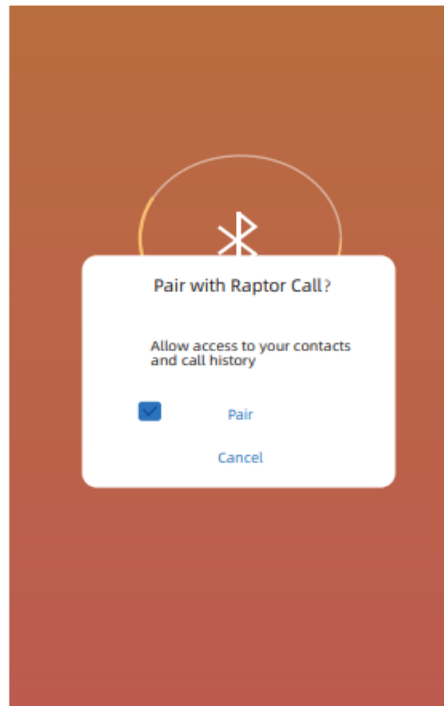 Pair with Raptor Call?
Allow access to your contacts
and call history
Pair
Cancel